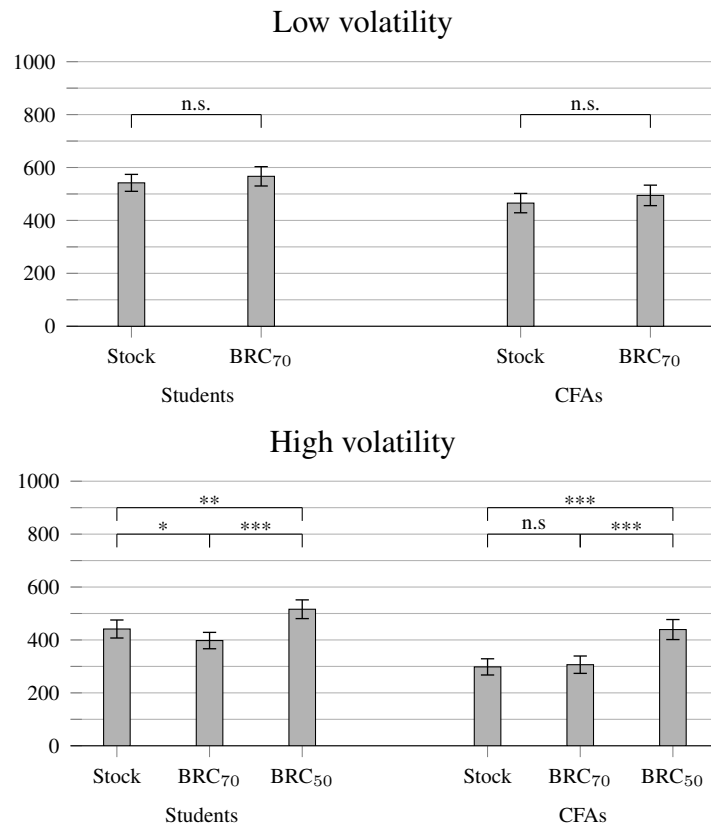 Low volatility
1000
800
600
400
200
0
n.s.
n.s.
Stock BRC₇₀ Stock BRC₇₀
Students CFAs
High volatility
1000
800
600
400
200
0
** ***
* *** n.s ***
Stock BRC₇₀ BRC₅₀ Stock BRC₇₀ BRC₅₀
Students CFAs